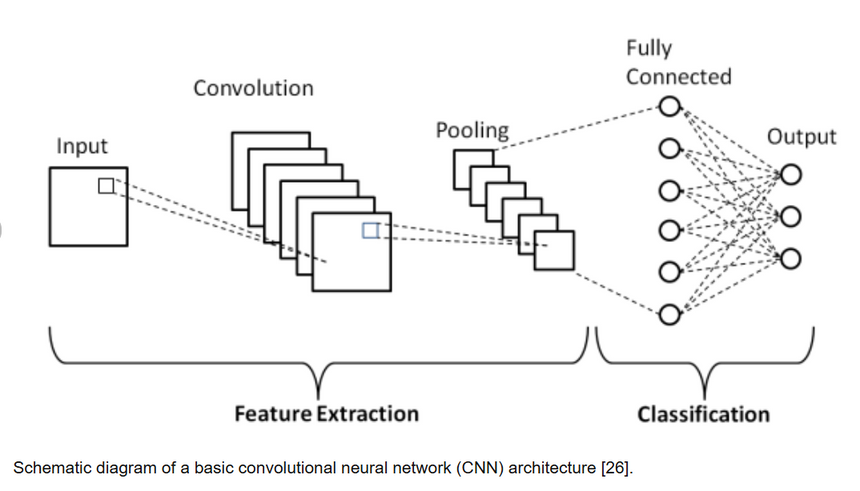 Input
Convolution
Pooling
Fully
Connected
Output
Feature Extraction
Classification
Schematic diagram of a basic convolutional neural network (CNN) architecture [26].